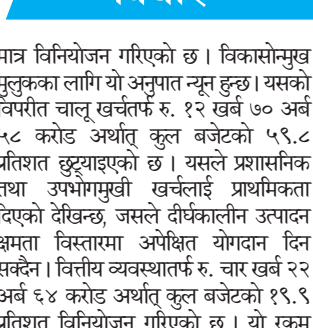 मात्र विनियोजन गरिएको छ । विकासोन्मुख
मुलुकका लागि यो अनुपात न्यून हुन्छ । यसको
विपरीत चालू खर्चतर्फ रु. १२ खर्ब ७० अर्ब
५८ करोड अर्थात् कुल बजेटको ५९.८
प्रतिशत छुट्याइएको छ । यसले प्रशासनिक
तथा उपभोगमुखी खर्चलाई प्राथमिकता
दिएको देखिन्छ, जसले दीर्घकालीन उत्पादन
क्षमता विस्तारमा अपेक्षित योगदान दिन
सक्दैन । वित्तीय व्यवस्थातर्फ रु. चार खर्ब २२
अर्ब ६४ करोड अर्थात् कुल बजेटको १९.९
प्रतिशत विनियोजन गरिएको छ । यो रकम